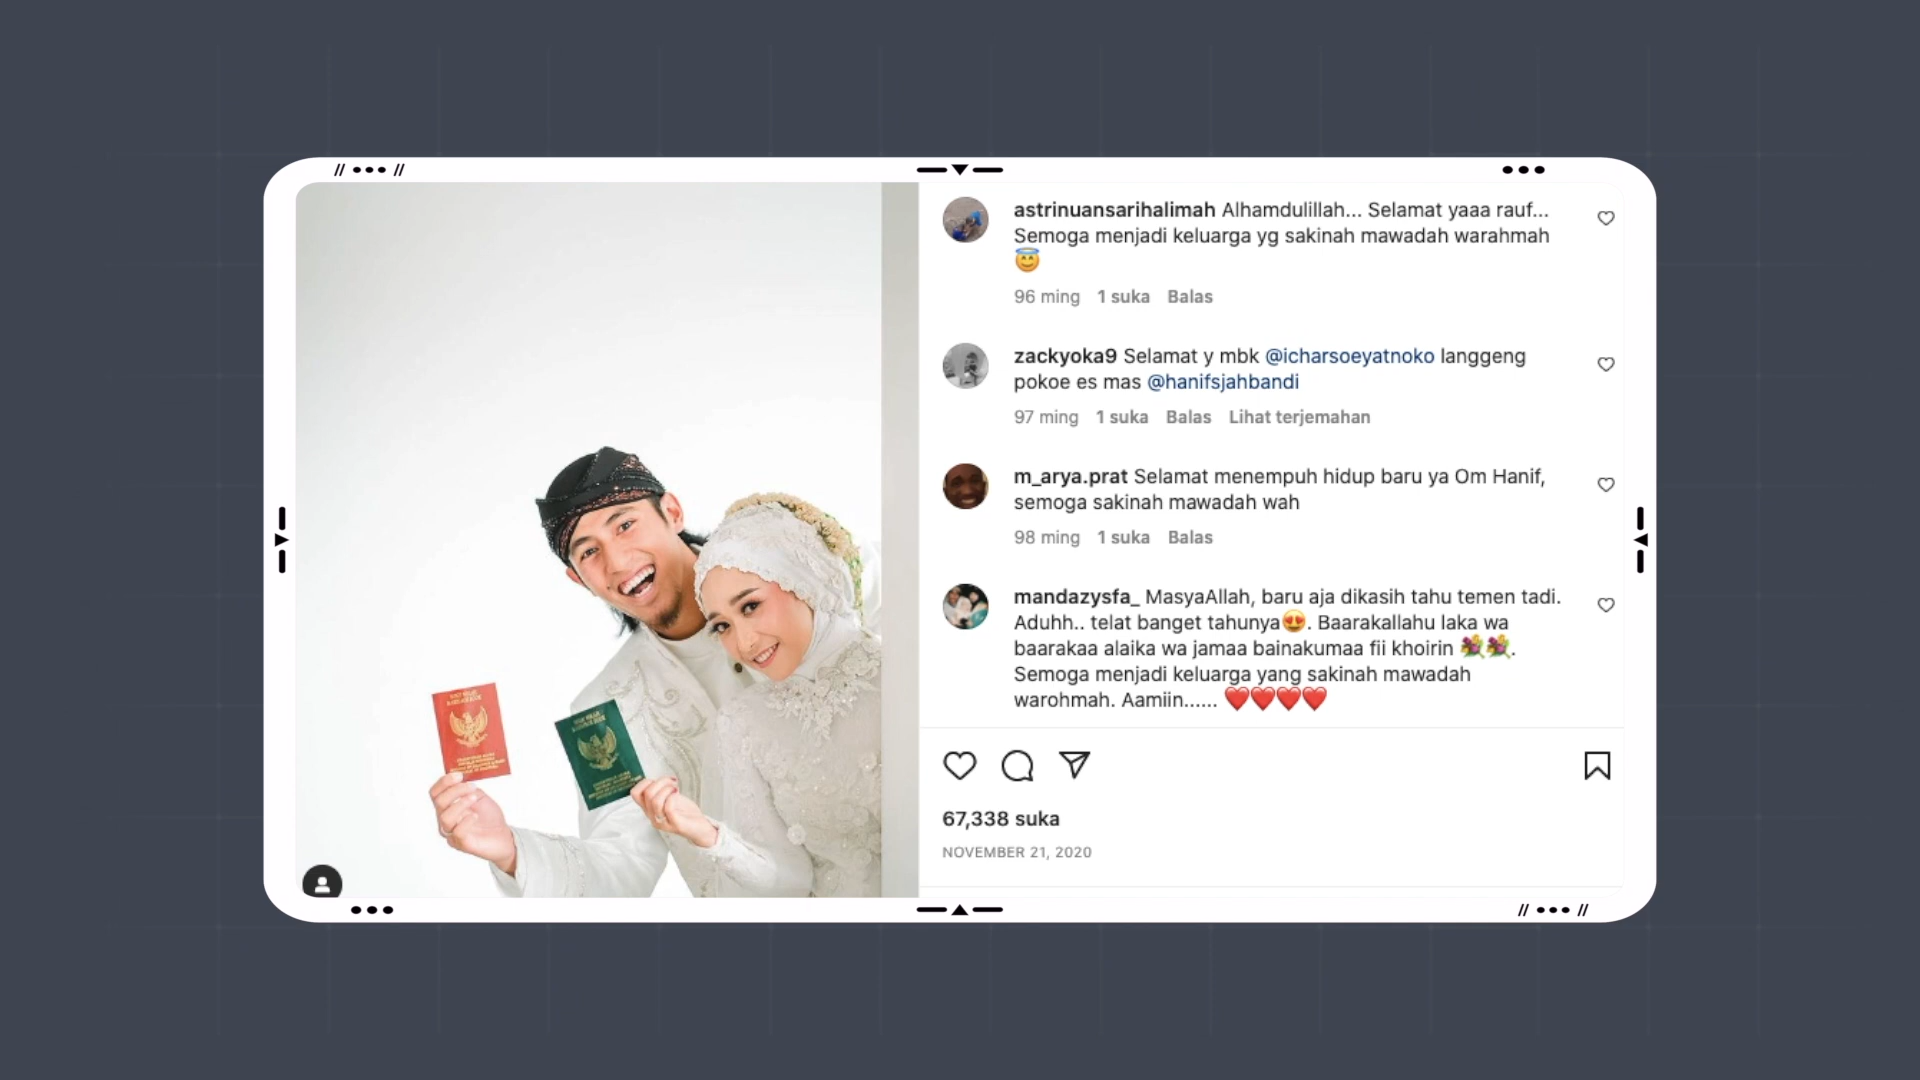 astrinuansarihalimah Alhamdulillah... Selamat yaaa rauf...
Semoga menjadi keluarga yg sakinah mawadah warahmah
😇
96 ming 1 suka Balas
zackyoka9 Selamat y mbk @icharsoeyatnoko langgeng
pokoe es mas @hanifsjahbandi
97 ming 1 suka Balas Lihat terjemahan
m_arya.prat Selamat menempuh hidup baru ya Om Hanif,
semoga sakinah mawadah wah
98 ming 1 suka Balas
mandazysfa_ MasyaAllah, baru aja dikasih tahu temen tadi.
Aduhh.. telat banget tahunya😍. Baarakallahu laka wa
baarakaa alaika wa jamaa bainakumaa fii khoirin 💐💐.
Semoga menjadi keluarga yang sakinah mawadah
warohmah. Aamiin...... ❤️❤️❤️❤️
67,338 suka
NOVEMBER 21, 2020